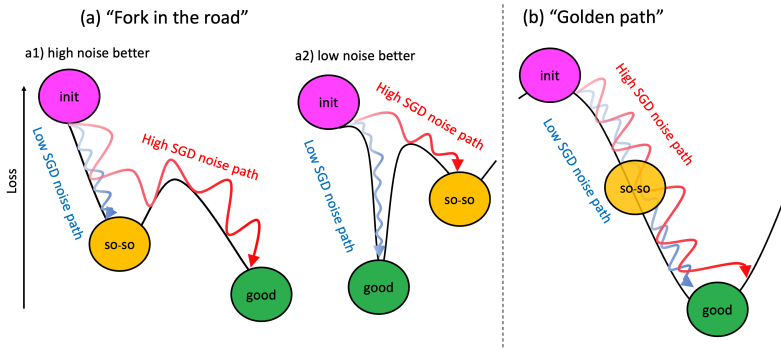 (a) “Fork in the road”
(b) “Golden path”
a1) high noise better
a2) low noise better
Loss
init
Low SGD noise path
High SGD noise path
so-so
good
init
High SGD noise path
Low SGD noise path
so-so
good
init
High SGD noise path
so-so
Low SGD noise path
good